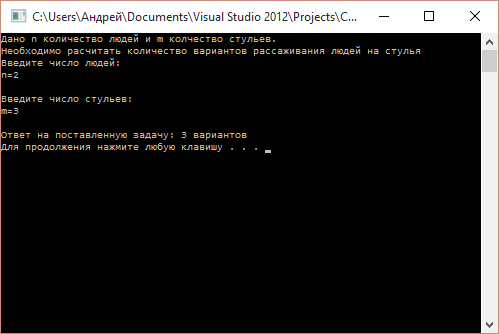 C:\Users\Андрей\Documents\Visual Studio 2012\Projects\C...
Дано n количество людей и m колчество стульев.
Необходимо расчитать количество вариантов рассаживания людей на стулья
Введите число людей:
n=2
Введите число стульев:
m=3
Ответ на поставленную задачу: 3 вариантов
Для продолжения нажмите любую клавишу . . .